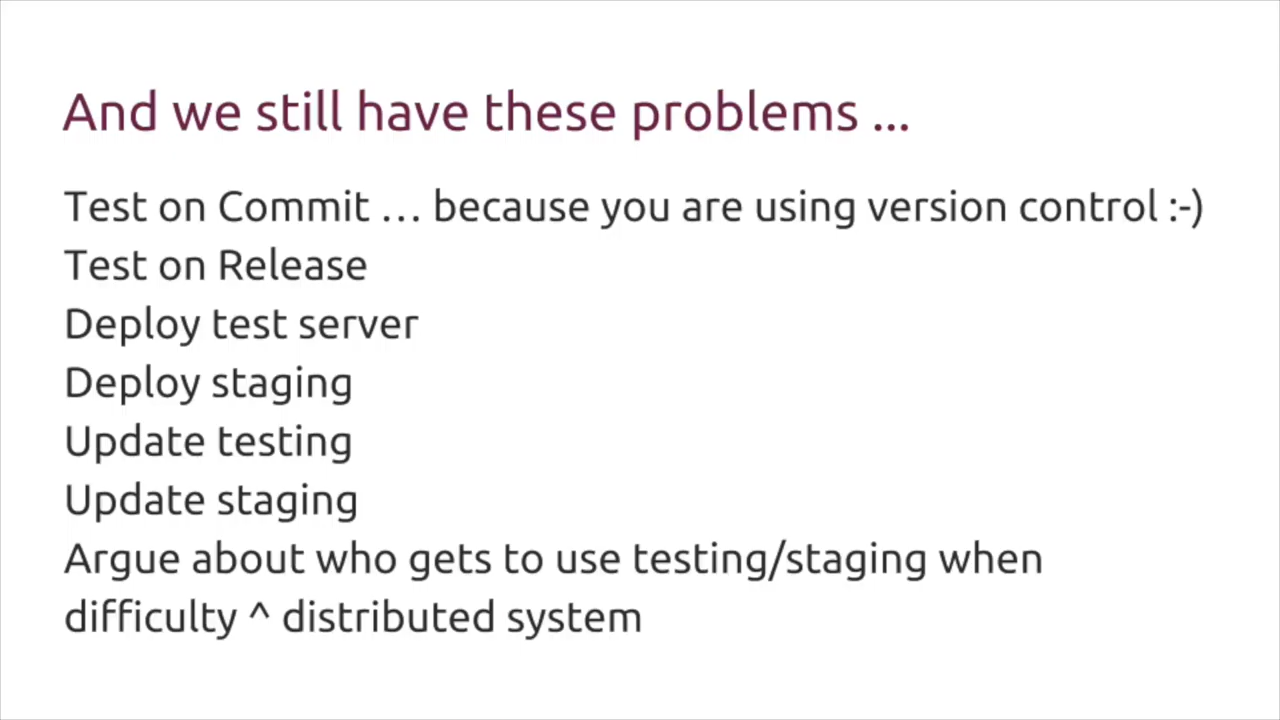 And we still have these problems ...
Test on Commit … because you are using version control :-)
Test on Release
Deploy test server
Deploy staging
Update testing
Update staging
Argue about who gets to use testing/staging when
difficulty ^ distributed system